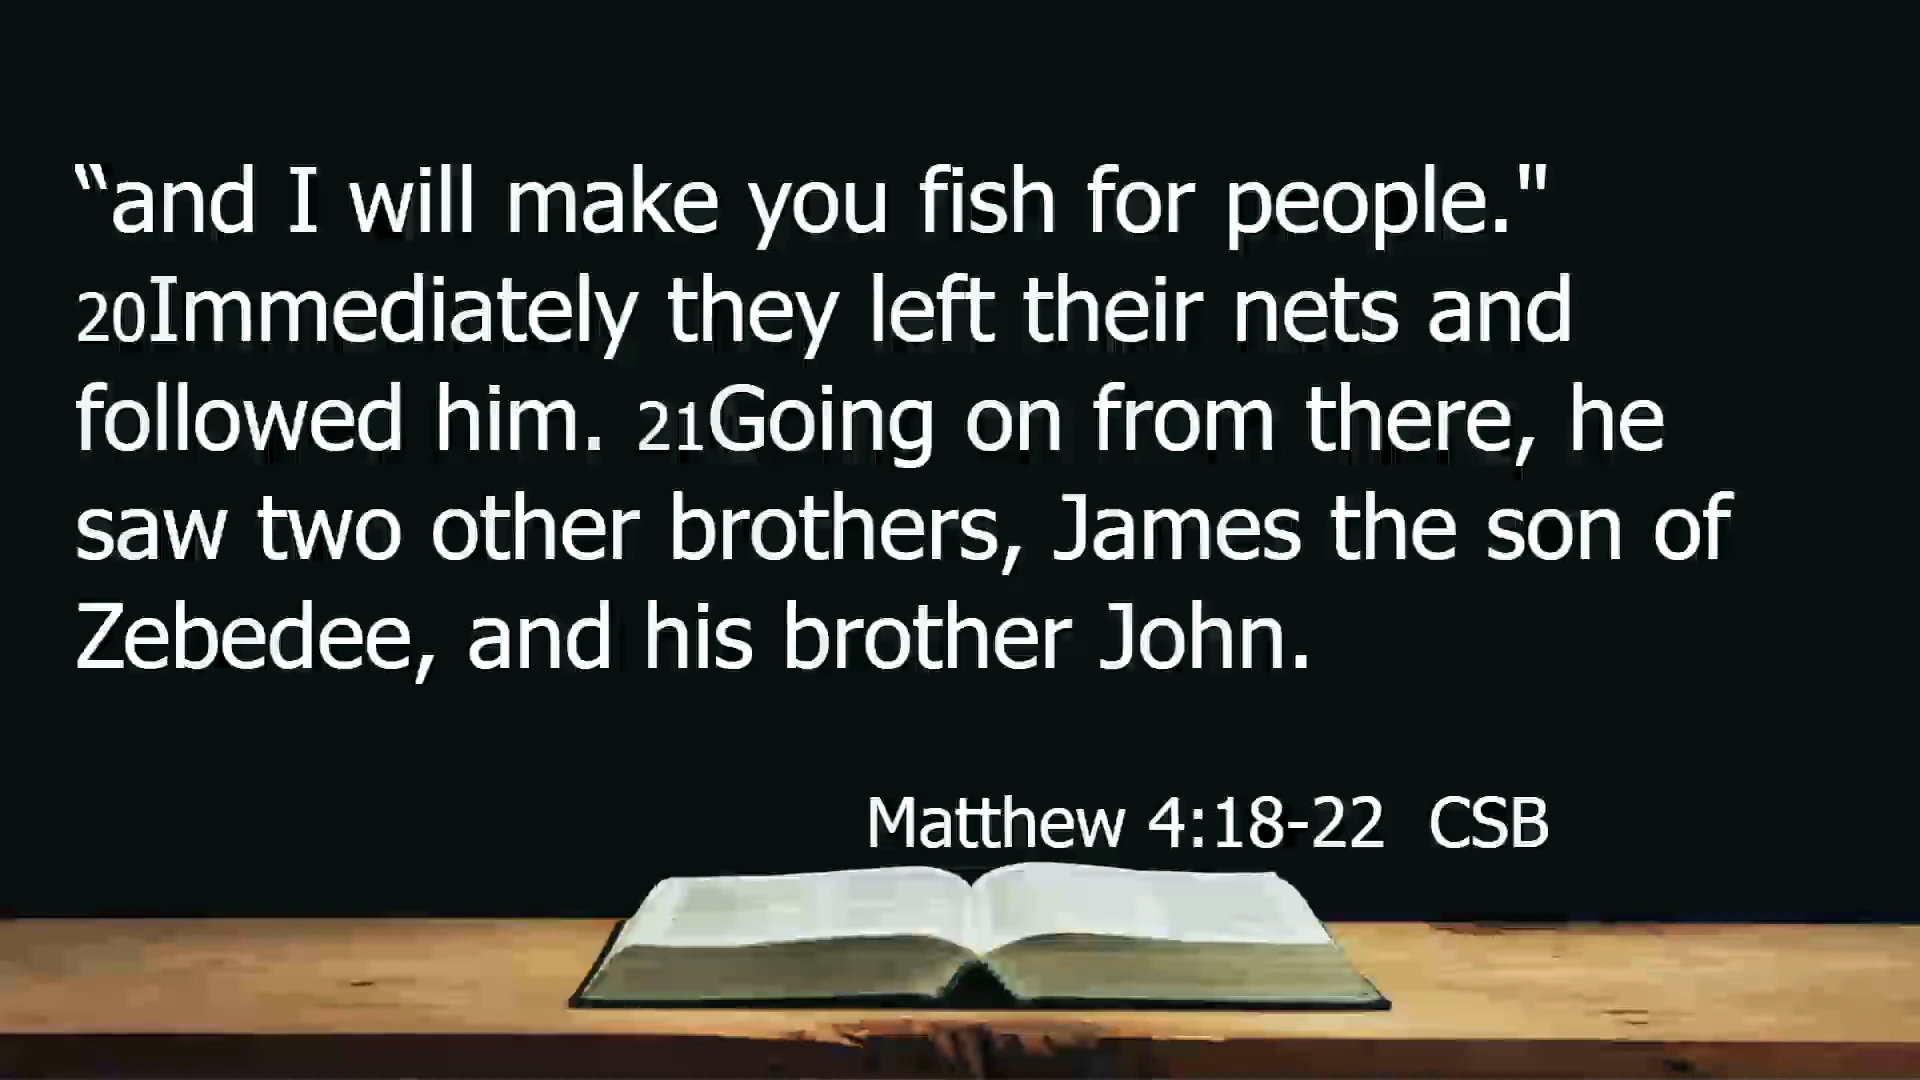 “and I will make you fish for people."
20Immediately they left their nets and
followed him. 21Going on from there, he
saw two other brothers, James the son of
Zebedee, and his brother John.
Matthew 4:18-22 CSB